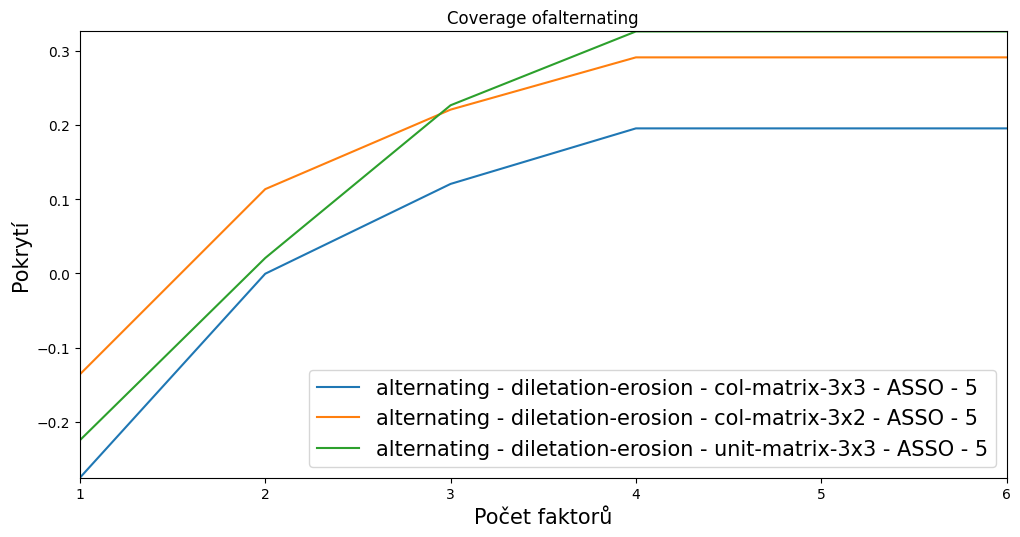 Coverage ofalternating
0.3
0.2
0.1
0.0
−0.1
−0.2
Pokrytí
alternating - diletation-erosion - col-matrix-3x3 - ASSO - 5
alternating - diletation-erosion - col-matrix-3x2 - ASSO - 5
alternating - diletation-erosion - unit-matrix-3x3 - ASSO - 5
1 2 3 4 5 6
Počet faktorů